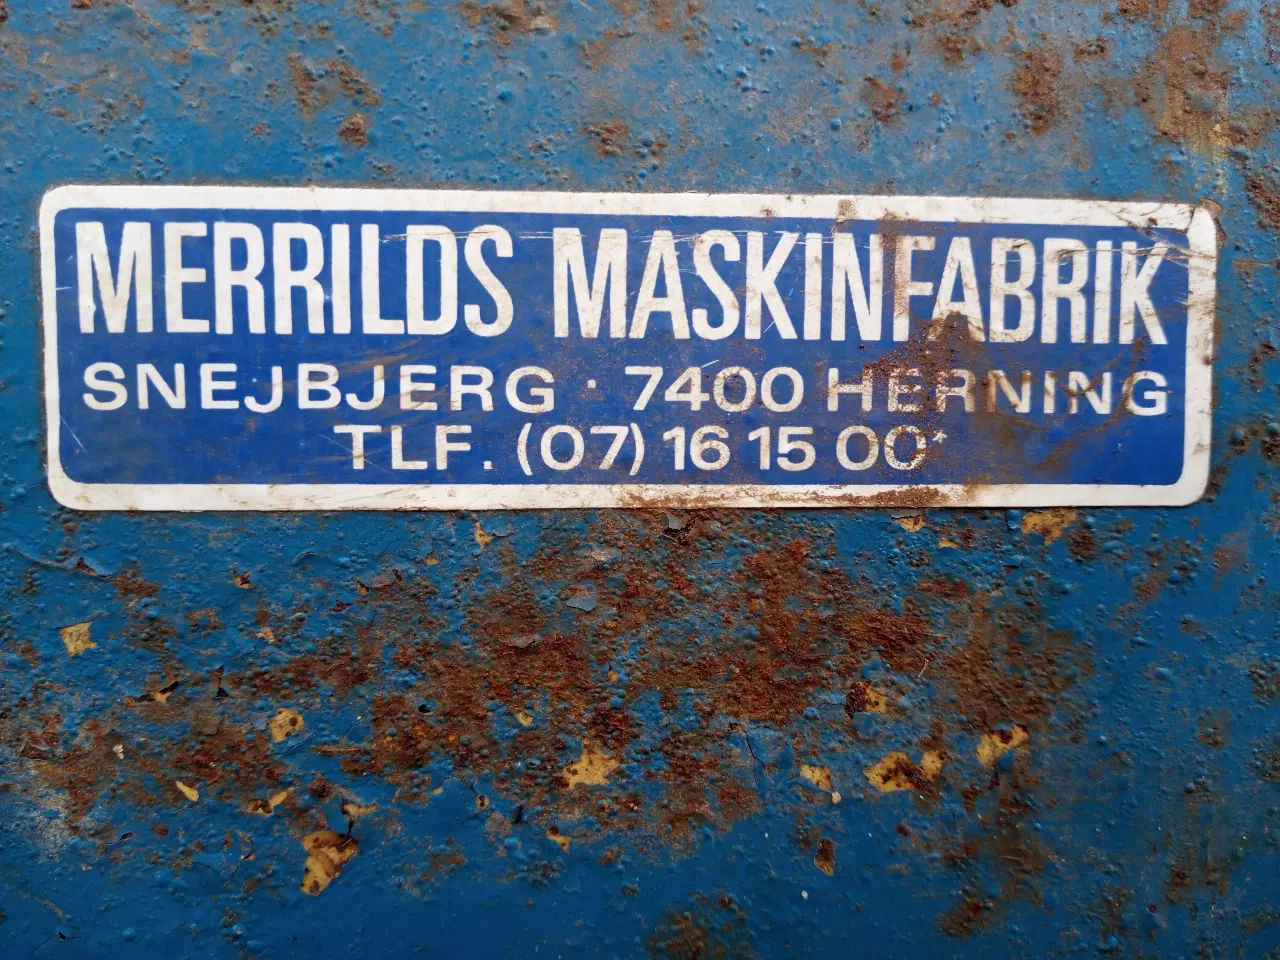 MERRILDS MASKINFABRIK
SNEJBJERG · 7400 HERNING
TLF. (07) 16 15 00*